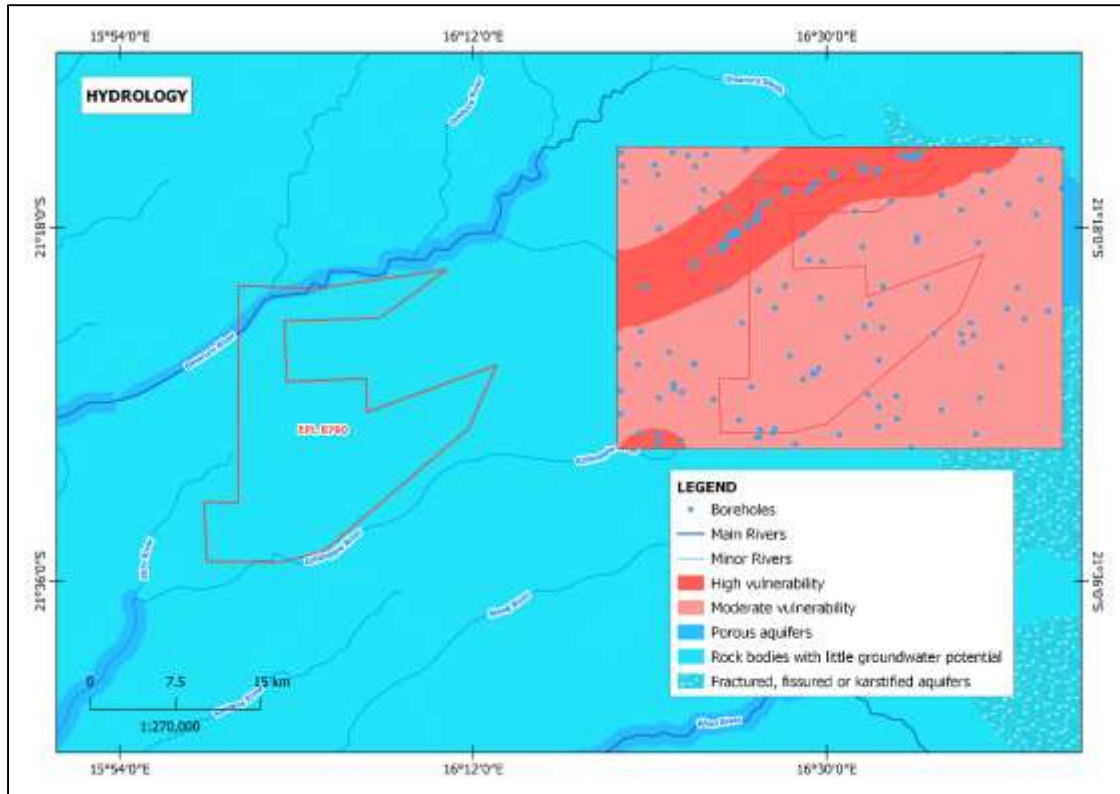 15°54'0"E 16°12'0"E 16°30'0"E
HYDROLOGY
21°18'0"S 21°18'0"S
EPL 8790
LEGEND
Boreholes
Main Rivers
Minor Rivers
High vulnerability
Moderate vulnerability
Porous aquifers
Rock bodies with little groundwater potential
Fractured, fissured or karstified aquifers
21°36'0"S 21°36'0"S
0 7.5 15 km
1:270,000
15°54'0"E 16°12'0"E 16°30'0"E